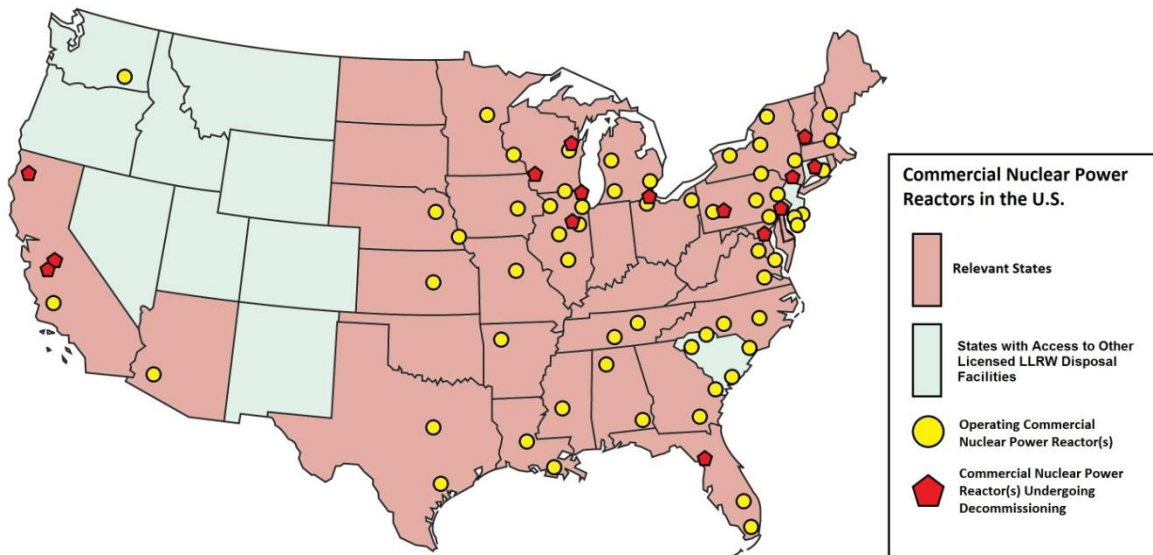 Commercial Nuclear Power
Reactors in the U.S.
Relevant States
States with Access to Other
Licensed LLRW Disposal
Facilities
Operating Commercial
Nuclear Power Reactor(s)
Commercial Nuclear Power
Reactor(s) Undergoing
Decommissioning